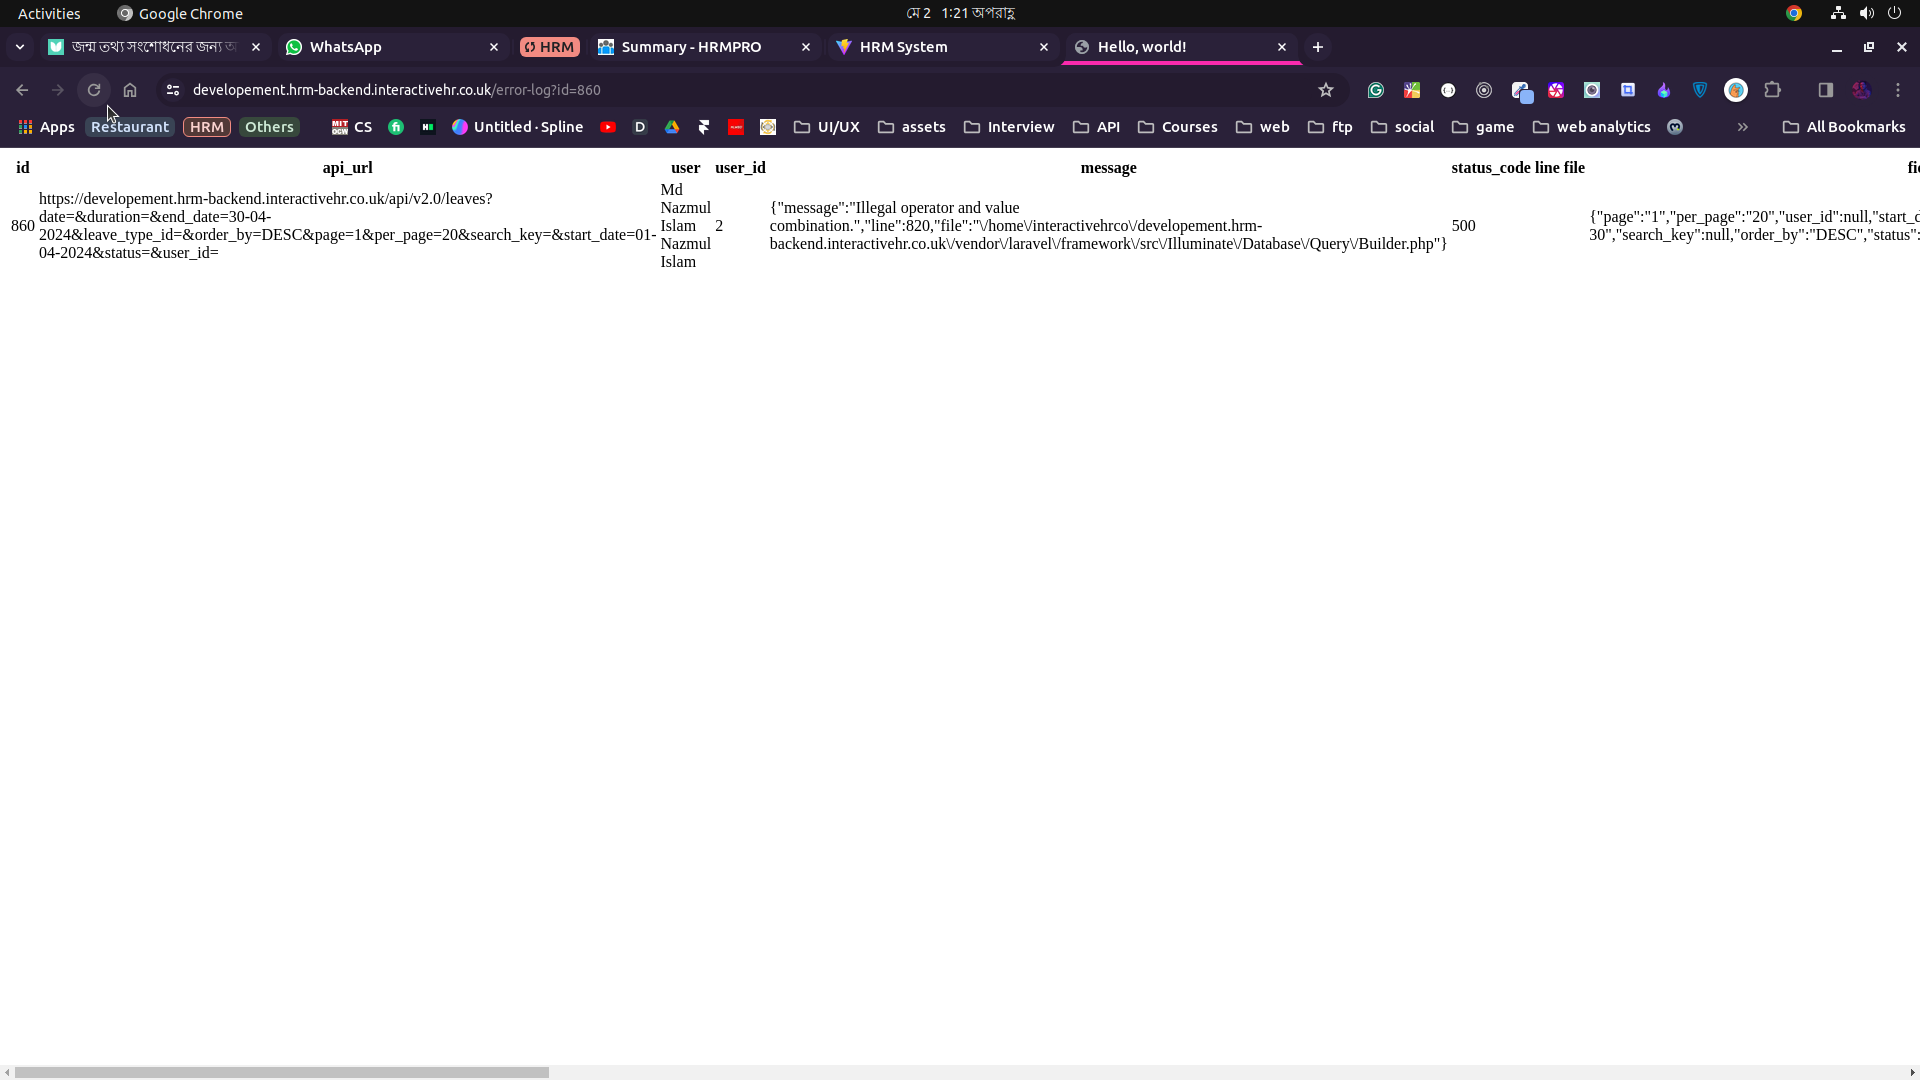 Activities Google Chrome মে 2 1:21 অপরাহ্ণ
জন্ম তথ্য সংশোধনের জন্য WhatsApp HRM Summary - HRMPRO HRM System Hello, world!
developement.hrm-backend.interactivehr.co.uk/error-log?id=860
Apps Restaurant HRM Others MIT OCW CS Untitled · Spline D UI/UX assets Interview API Courses web ftp social game web analytics » All Bookmarks
id api_url user user_id message status_code line file
860
https://developement.hrm-backend.interactivehr.co.uk/api/v2.0/leaves?
date=&duration=&end_date=30-04-
2024&leave_type_id=&order_by=DESC&page=1&per_page=20&search_key=&start_date=01-
04-2024&status=&user_id=
Md
Nazmul
Islam
Nazmul
Islam
2
{"message":"Illegal operator and value
combination.","line":820,"file":"\/home\/interactivehrco\/developement.hrm-
backend.interactivehr.co.uk\/vendor\/laravel\/framework\/src\/Illuminate\/Database\/Query\/Builder.php"}
500
{"page":"1","per_page":"20","user_id":null,"start_d
30","search_key":null,"order_by":"DESC","status":